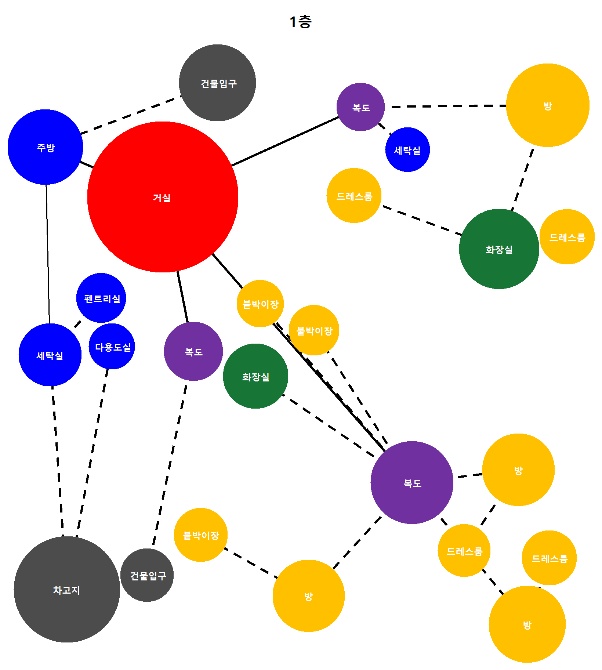 1층
건물입구
복도
방
주방
세탁실
거실
드레스룸
화장실
드레스룸
팬트리실
붙박이장
붙박이장
다용도실
세탁실
복도
화장실
방
복도
붙박이장
드레스룸
드레스룸
건물입구
차고지
방
방